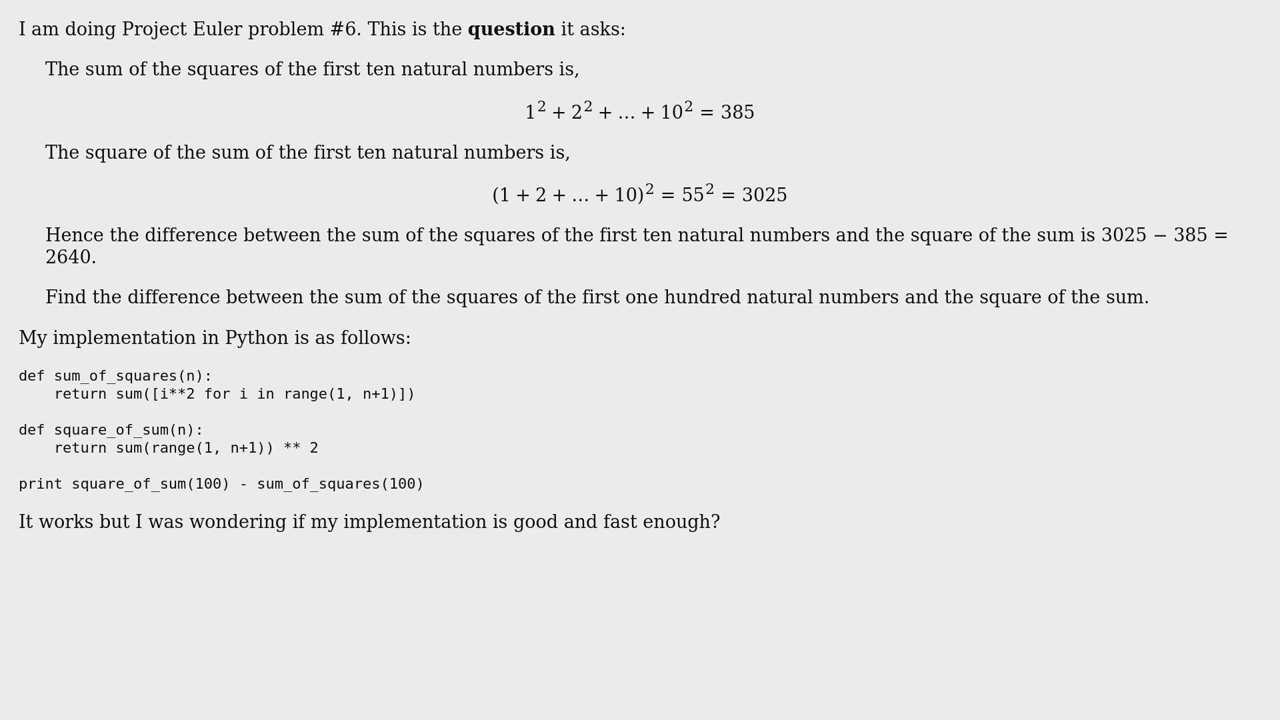 I am doing Project Euler problem #6. This is the question it asks:
The sum of the squares of the first ten natural numbers is,
1² + 2² + … + 10² = 385
The square of the sum of the first ten natural numbers is,
(1 + 2 + … + 10)² = 55² = 3025
Hence the difference between the sum of the squares of the first ten natural numbers and the square of the sum is 3025 − 385 =
2640.
Find the difference between the sum of the squares of the first one hundred natural numbers and the square of the sum.
My implementation in Python is as follows:
def sum_of_squares(n):
    return sum([i**2 for i in range(1, n+1)])
def square_of_sum(n):
    return sum(range(1, n+1)) ** 2
print square_of_sum(100) - sum_of_squares(100)
It works but I was wondering if my implementation is good and fast enough?